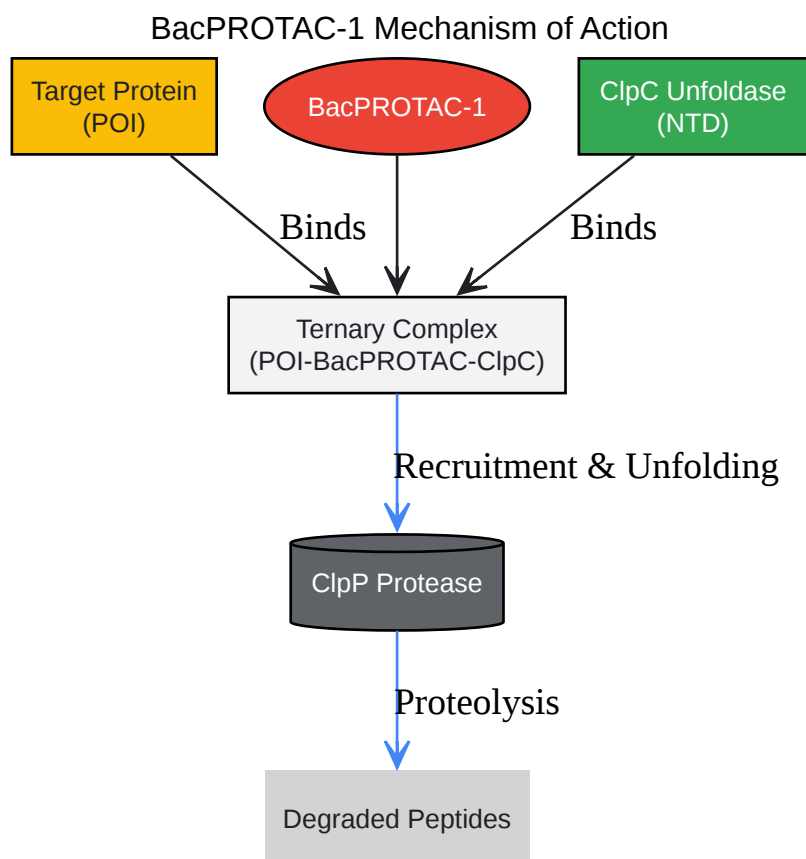 BacPROTAC-1 Mechanism of Action
Target Protein
(POI)
BacPROTAC-1
ClpC Unfoldase
(NTD)
Binds
Binds
Ternary Complex
(POI-BacPROTAC-ClpC)
Recruitment & Unfolding
ClpP Protease
Proteolysis
Degraded Peptides